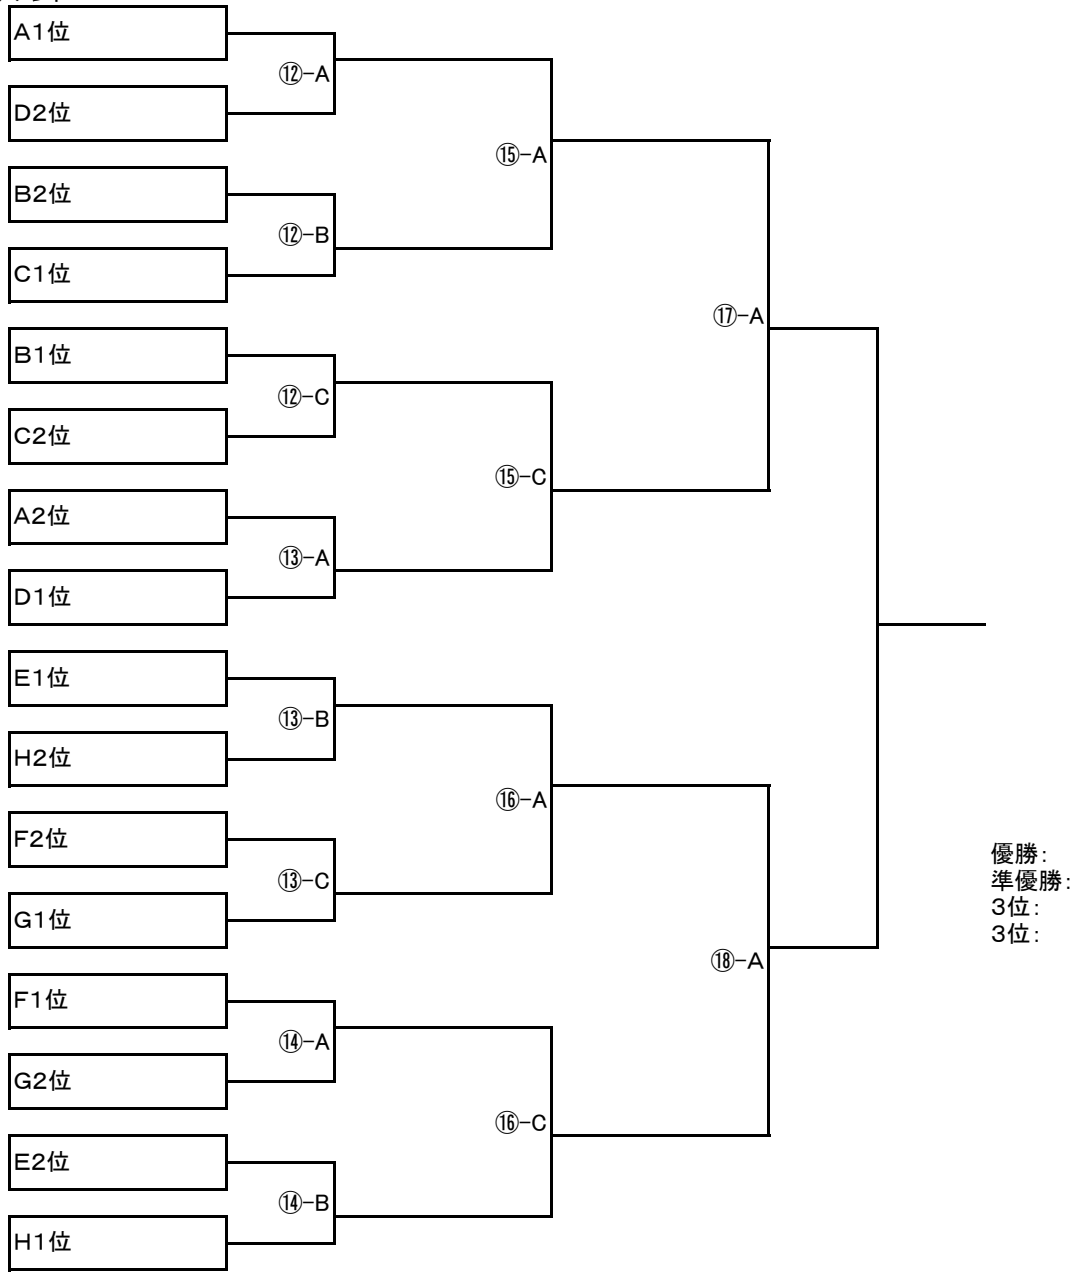 A1位
⑫-A
D2位
⑮-A
B2位
⑫-B
C1位
⑰-A
B1位
⑫-C
C2位
⑮-C
A2位
⑬-A
D1位
E1位
⑬-B
H2位
⑯-A
F2位
⑬-C
G1位
優勝:
準優勝:
3位:
3位:
⑱-A
F1位
⑭-A
G2位
⑯-C
E2位
⑭-B
H1位